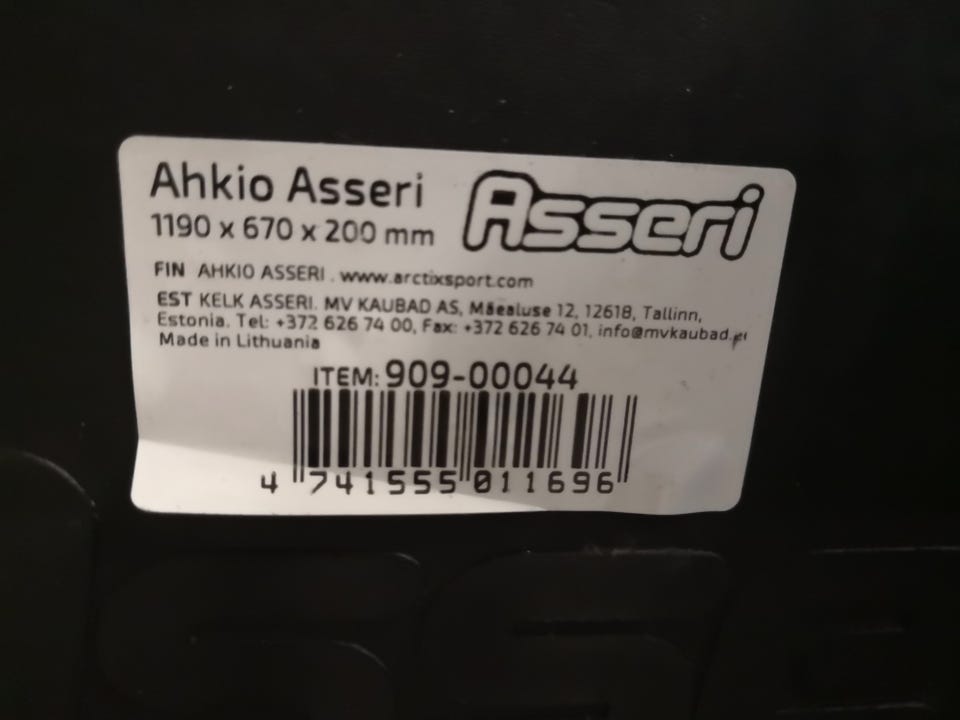 Ahkio Asseri
Asseri
1190 x 670 x 200 mm
FIN AHKIO ASSERI . www.arctixsport.com
EST KELK ASSERI. MV KAUBAD AS, Mäealuse 12, 12618, Tallinn,
Estonia. Tel: +372 626 74 00, Fax: +372 626 74 01, info@mvkaubad.ee
Made in Lithuania
ITEM: 909-00044
4 741555 011696